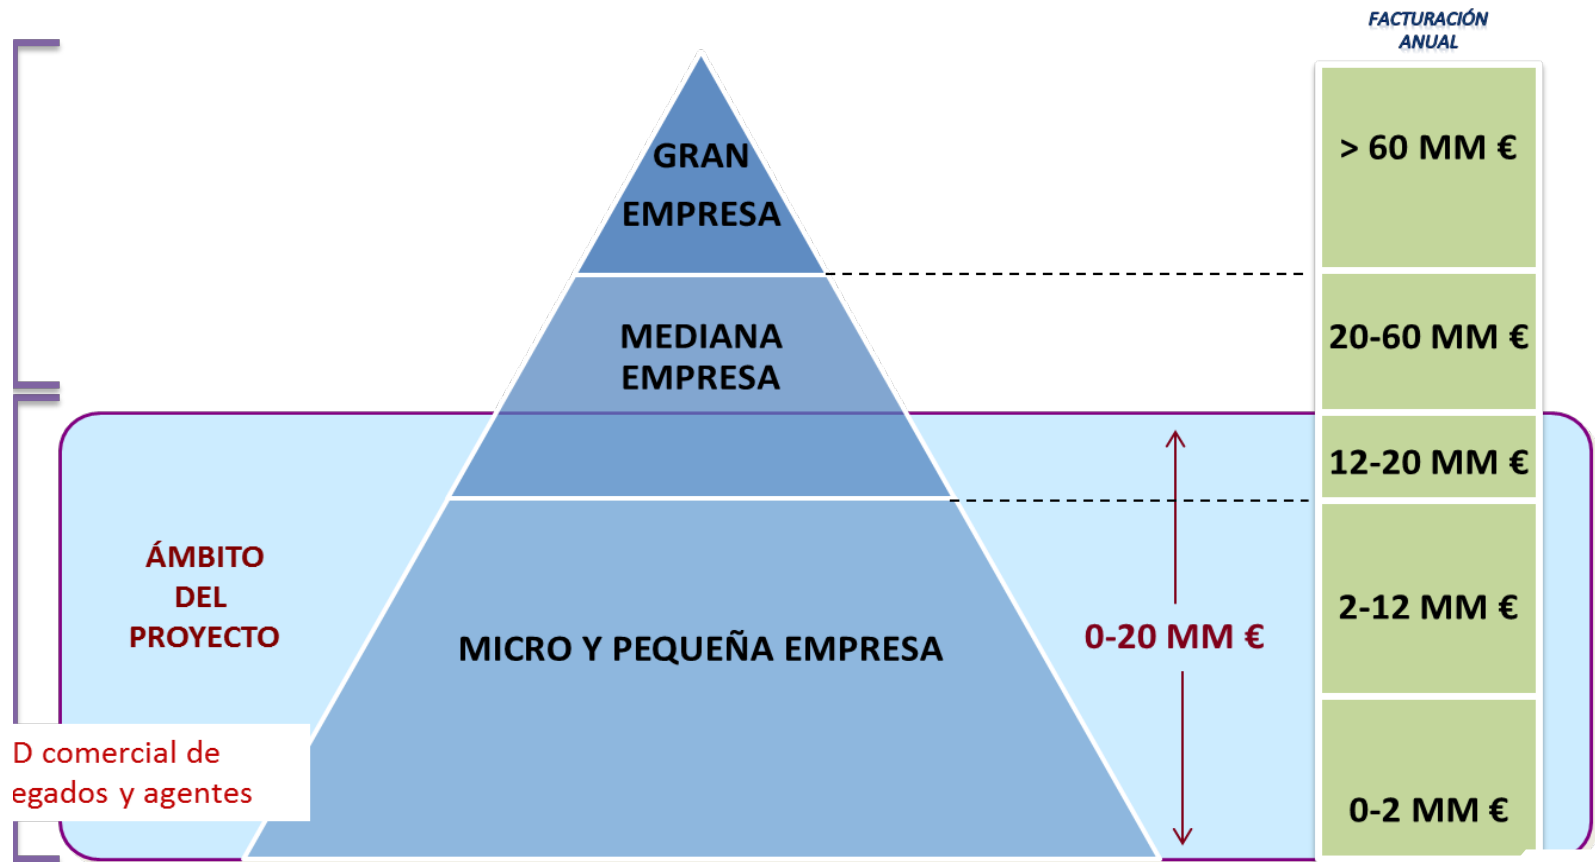 FACTURACIÓN
ANUAL
GRAN
EMPRESA
> 60 MM €
MEDIANA
EMPRESA
20-60 MM €
12-20 MM €
ÁMBITO
DEL
PROYECTO
MICRO Y PEQUEÑA EMPRESA
0-20 MM €
2-12 MM €
D comercial de
egados y agentes
0-2 MM €